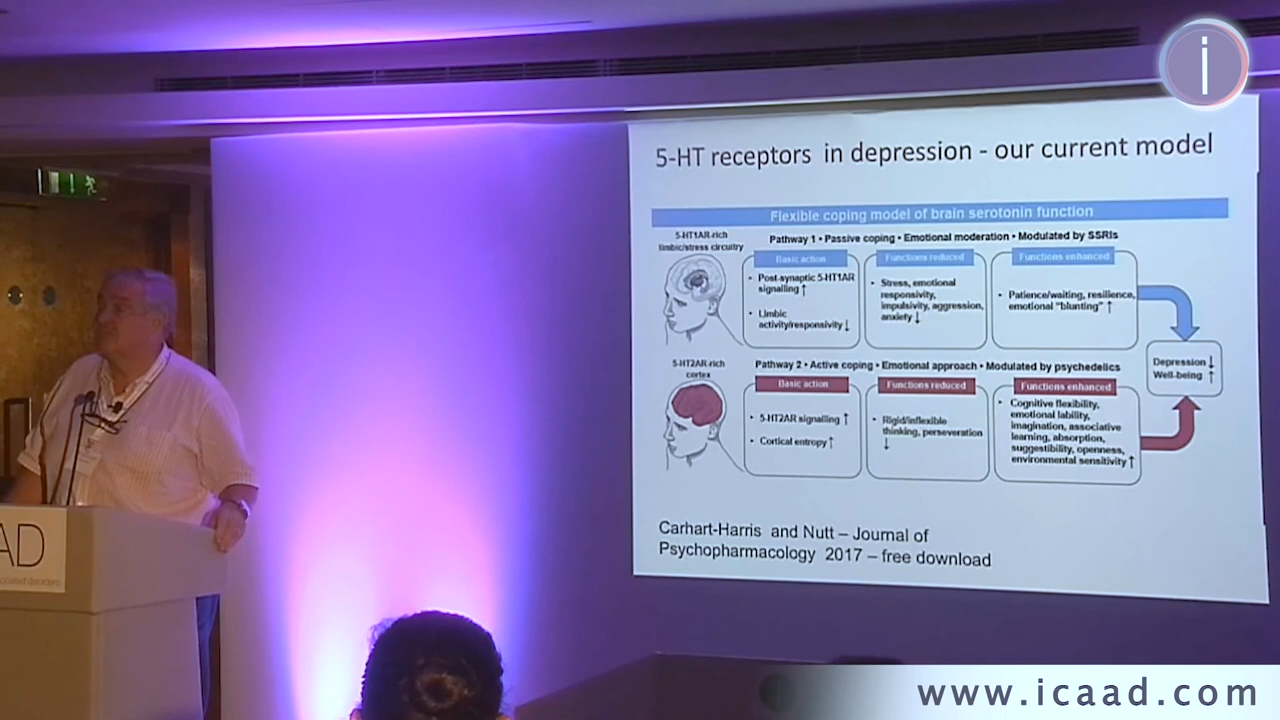 i
5-HT receptors in depression - our current model
Flexible coping model of brain serotonin function
5-HT1AR-rich
limbic/stress circuitry
Pathway 1 • Passive coping • Emotional moderation • Modulated by SSRIs
Basic action
• Post-synaptic 5-HT1AR
signalling ↑
• Limbic
activity/responsivity ↓
Functions reduced
• Stress, emotional
responsivity,
impulsivity, aggression,
anxiety ↓
Functions enhanced
• Patience/waiting, resilience,
emotional "blunting" ↑
5-HT2AR-rich
cortex
Pathway 2 • Active coping • Emotional approach • Modulated by psychedelics
Basic action
• 5-HT2AR signalling ↑
• Cortical entropy ↑
Functions reduced
• Rigid/inflexible
thinking, perseveration
↓
Functions enhanced
• Cognitive flexibility,
emotional lability,
imagination, associative
learning, absorption,
suggestibility, openness,
environmental sensitivity ↑
Depression ↓
Well-being ↑
Carhart-Harris and Nutt – Journal of
Psychopharmacology 2017 – free download
AD
disorders
www.icaad.com